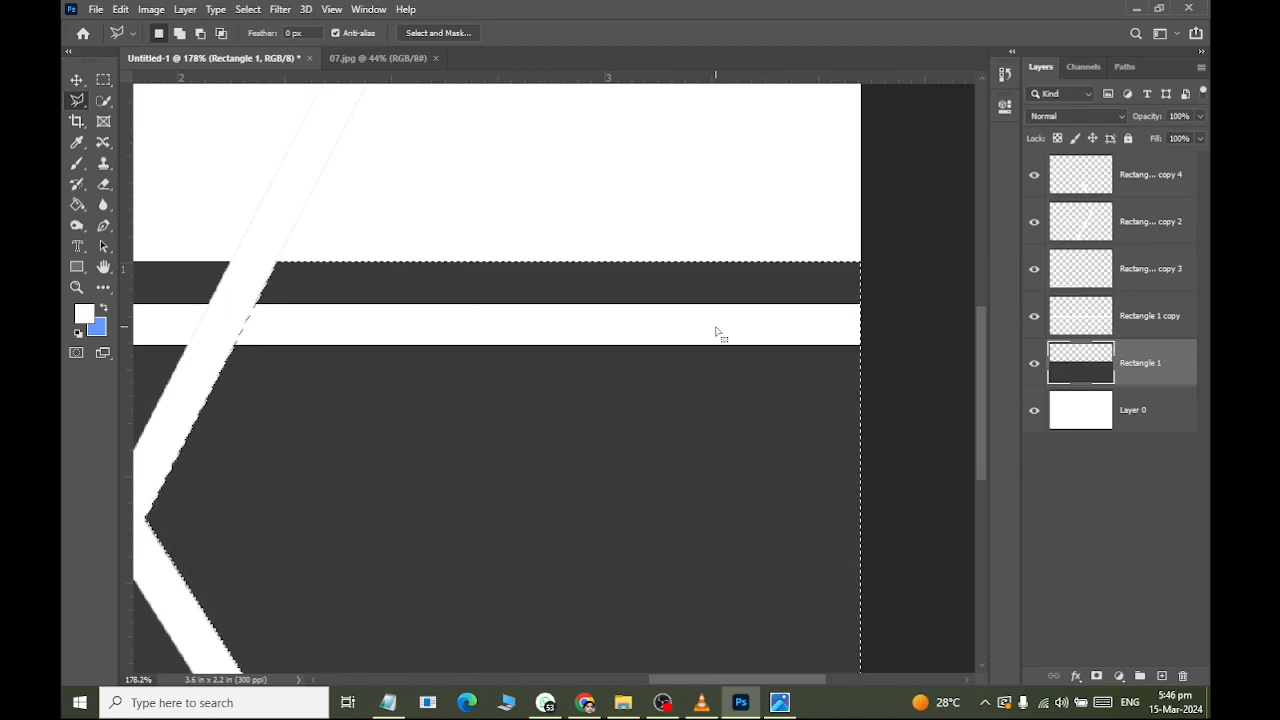 Ps File Edit Image Layer Type Select Filter 3D View Window Help
Feather: 0 px Anti-alias Select and Mask...
Untitled-1 @ 178% (Rectangle 1, RGB/8) * × 07.jpg @ 44% (RGB/8#) ×
2 3
1
Layers Channels Paths
Kind
Normal Opacity: 100%
Lock: Fill: 100%
Rectang... copy 4
Rectang... copy 2
Rectang... copy 3
Rectangle 1 copy
Rectangle 1
Layer 0
178.2% 3.6 in x 2.2 in (300 ppi)
Type here to search
Ps
28°C
ENG
5:46 pm
15-Mar-2024